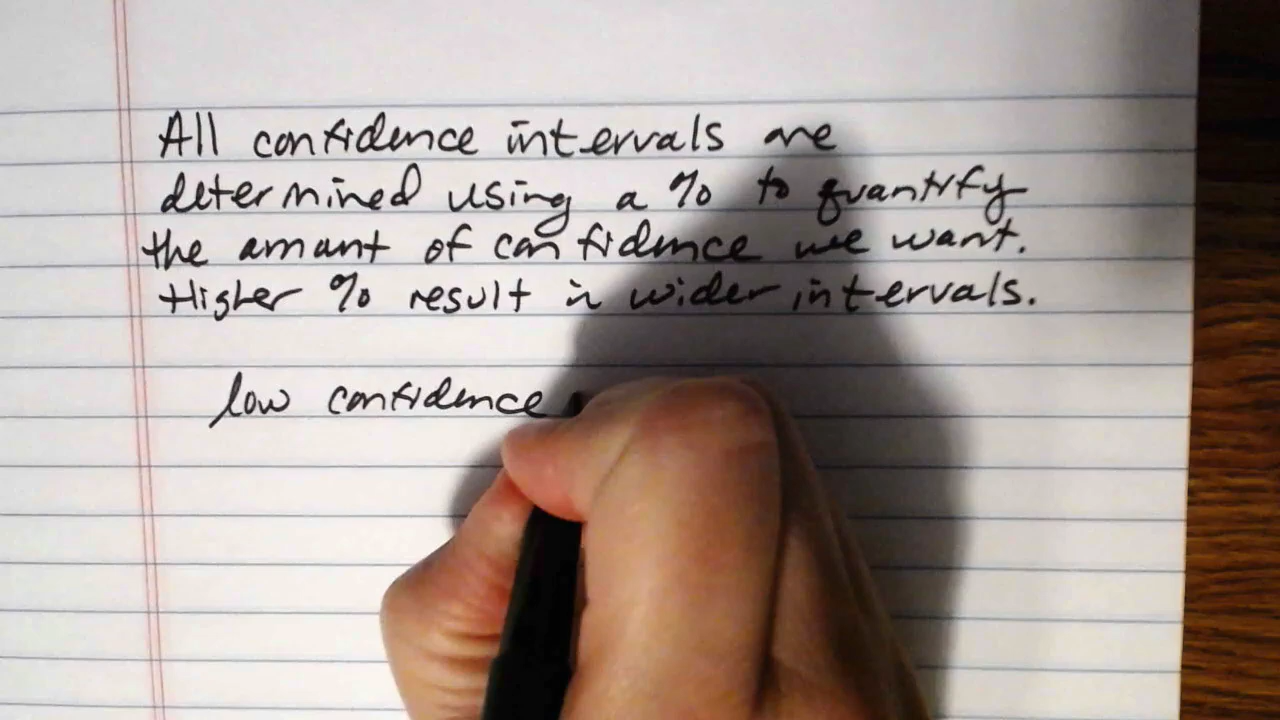 All confidence intervals are
determined using a % to quantify
the amount of confidence we want.
Higher % result in wider intervals.
low confidence